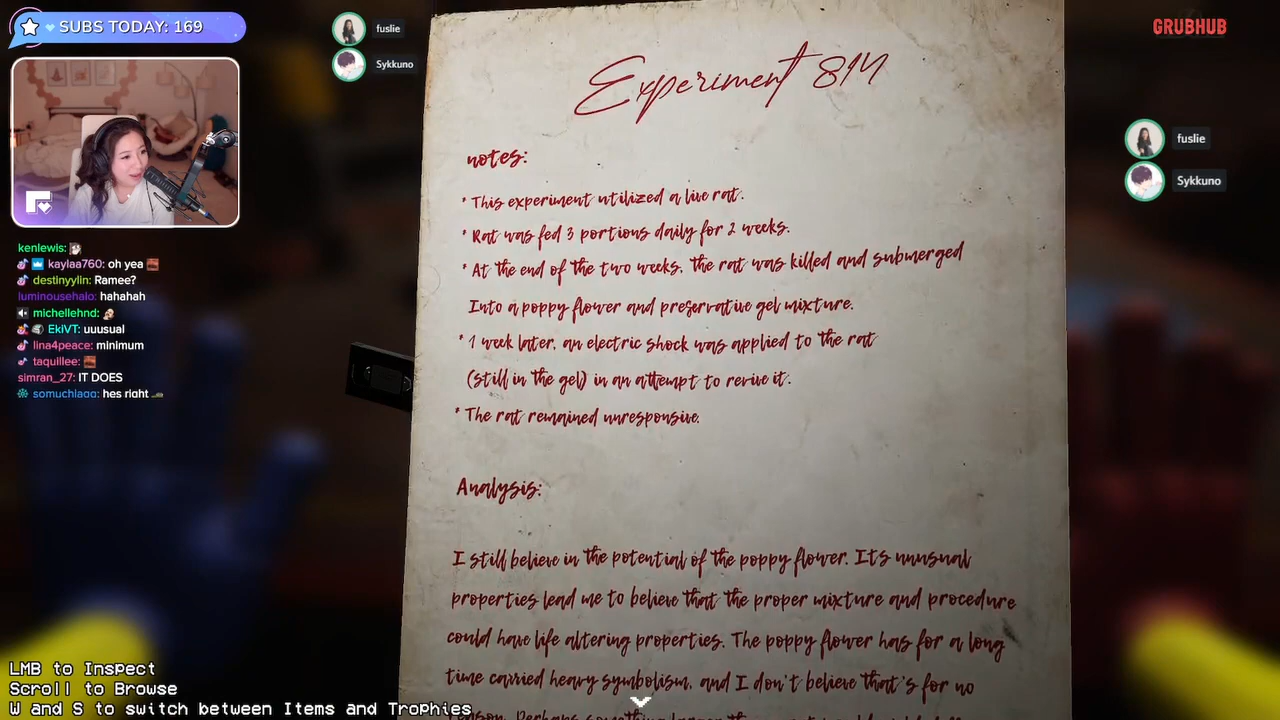 SUBS TODAY: 169
fuslie
Sykkuno
GRUBHUB
fuslie
Sykkuno
kenlewis:
kaylaa760: oh yea
destinyylin: Ramee?
luminousehalo: hahahah
michellehnd:
EkiVT: uuusual
lina4peace: minimum
taquillee:
simran_27: IT DOES
somuchlaaa: hes right
Experiment 814
notes:
* This experiment utilized a live rat.
* Rat was fed 3 portions daily for 2 weeks.
* At the end of the two weeks, the rat was killed and submerged
Into a poppy flower and preservative gel mixture.
* 1 week later, an electric shock was applied to the rat
(still in the gel) in an attempt to revive it.
* The rat remained unresponsive.
Analysis:
I still believe in the potential of the poppy flower. Its unusual
properties lead me to believe that the proper mixture and procedure
could have life altering properties. The poppy flower has for a long
time carried heavy symbolism, and I don't believe that's for no
reason. Perhaps something
LMB to Inspect
Scroll to Browse
W and S to switch between Items and Trophies